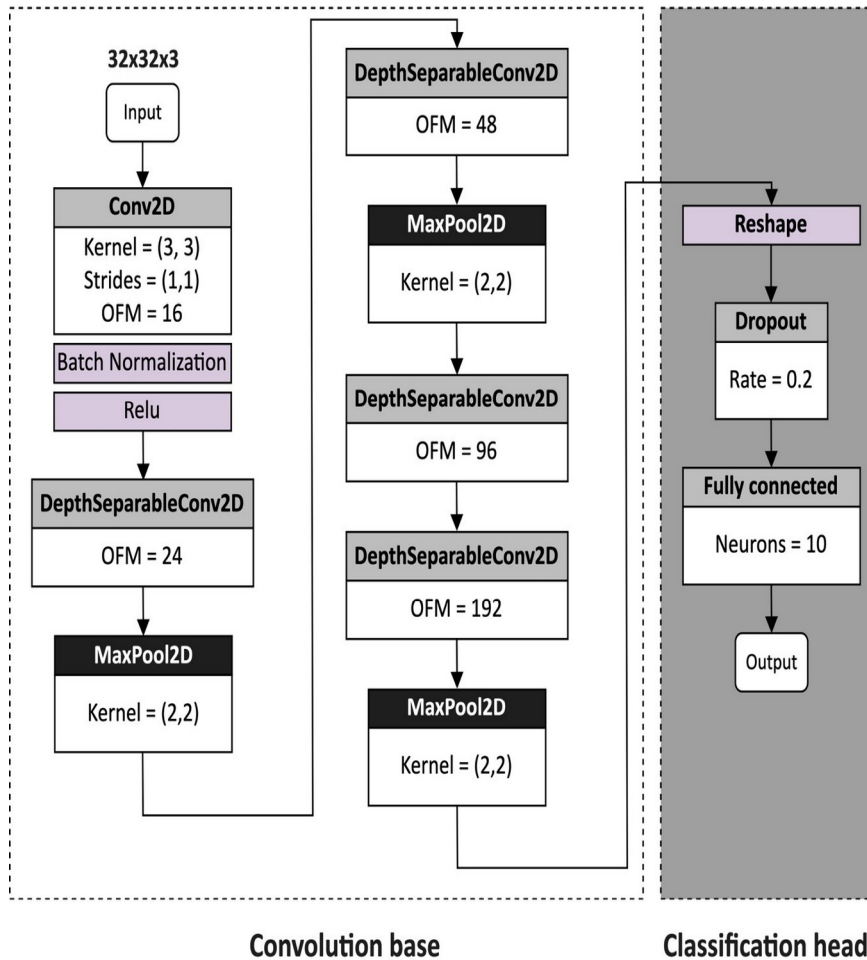 32x32x3
Input
Conv2D
Kernel = (3, 3)
Strides = (1,1)
OFM = 16
Batch Normalization
Relu
DepthSeparableConv2D
OFM = 24
MaxPool2D
Kernel = (2,2)
DepthSeparableConv2D
OFM = 48
MaxPool2D
Kernel = (2,2)
DepthSeparableConv2D
OFM = 96
DepthSeparableConv2D
OFM = 192
MaxPool2D
Kernel = (2,2)
Reshape
Dropout
Rate = 0.2
Fully connected
Neurons = 10
Output
Convolution base
Classification head